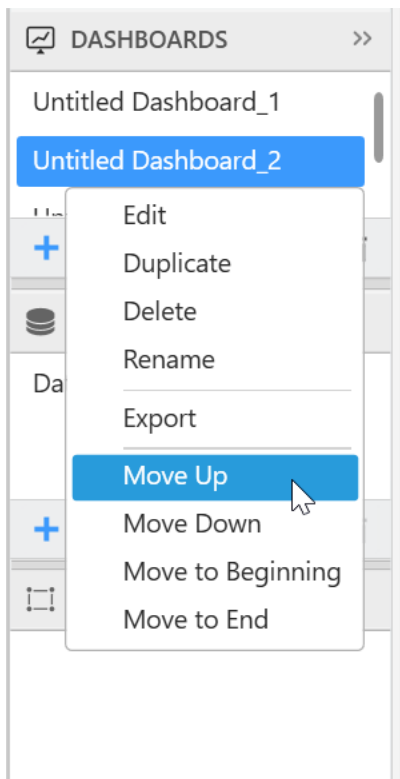 DASHBOARDS
Untitled Dashboard_1
Untitled Dashboard_2
Edit
Duplicate
Delete
Rename
Export
Move Up
Move Down
Move to Beginning
Move to End